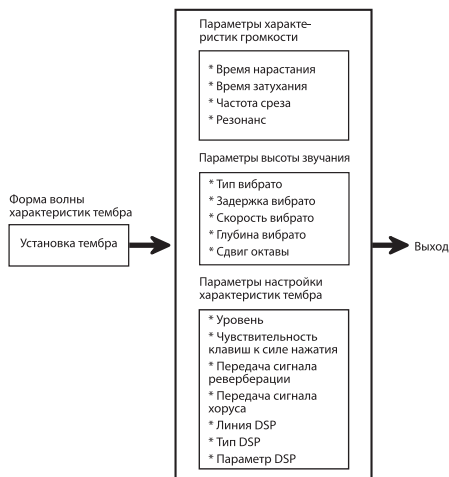 Параметры характе-
ристик громкости
* Время нарастания
* Время затухания
* Частота среза
* Резонанс
Параметры высоты звучания
* Тип вибрато
* Задержка вибрато
* Скорость вибрато
* Глубина вибрато
* Сдвиг октавы
Форма волны
характеристик тембра
Установка тембра
Выход
Параметры настройки
характеристик тембра
* Уровень
* Чувствительность
клавиш к силе нажатия
* Передача сигнала
реверберации
* Передача сигнала
хоруса
* Линия DSP
* Тип DSP
* Параметр DSP